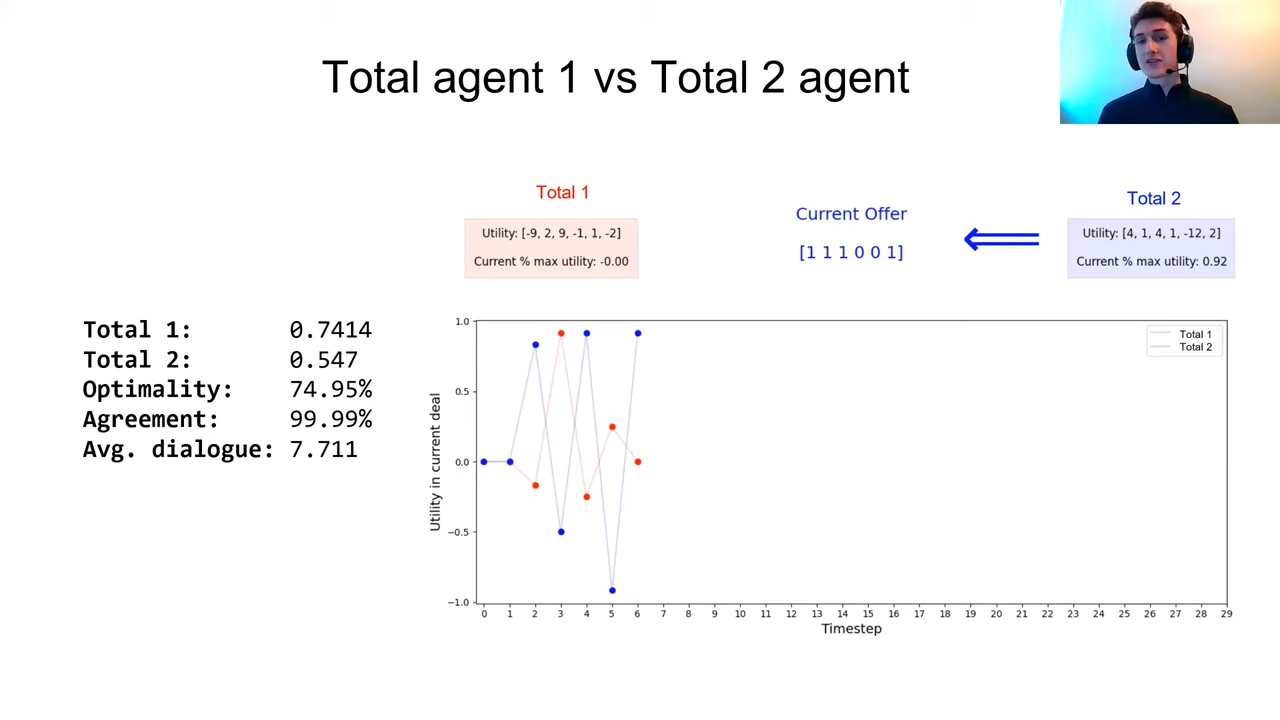 Total agent 1 vs Total 2 agent
Total 1
Utility: [-9, 2, 9, -1, 1, -2]
Current % max utility: -0.00
Current Offer
[1 1 1 0 0 1]
Total 2
Utility: [4, 1, 4, 1, -12, 2]
Current % max utility: 0.92
Total 1: 0.7414
Total 2: 0.547
Optimality: 74.95%
Agreement: 99.99%
Avg. dialogue: 7.711
Utility in current deal
1.0
0.5
0.0
−0.5
−1.0
Total 1
Total 2
0 1 2 3 4 5 6 7 8 9 10 11 12 13 14 15 16 17 18 19 20 21 22 23 24 25 26 27 28 29
Timestep